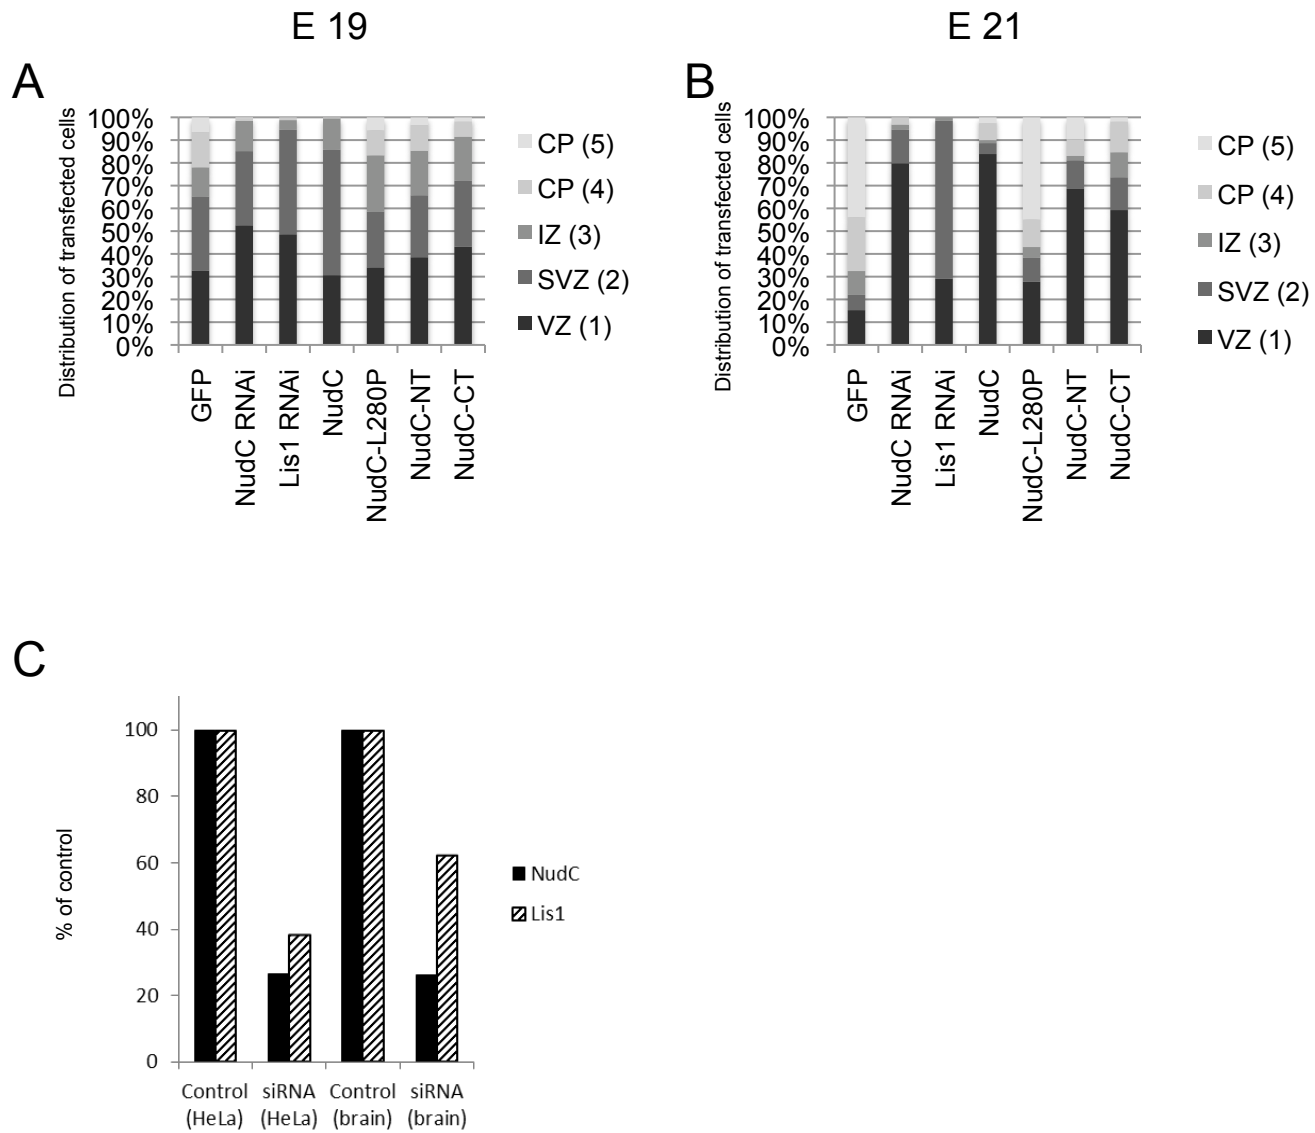 E 19
A
Distribution of transfected cells
100%
90%
80%
70%
60%
50%
40%
30%
20%
10%
0%
GFP
NudC RNAi
Lis1 RNAi
NudC
NudC-L280P
NudC-NT
NudC-CT
CP (5)
CP (4)
IZ (3)
SVZ (2)
VZ (1)
E 21
B
Distribution of transfected cells
100%
90%
80%
70%
60%
50%
40%
30%
20%
10%
0%
GFP
NudC RNAi
Lis1 RNAi
NudC
NudC-L280P
NudC-NT
NudC-CT
CP (5)
CP (4)
IZ (3)
SVZ (2)
VZ (1)
C
% of control
100
80
60
40
20
0
Control
(HeLa)
siRNA
(HeLa)
Control
(brain)
siRNA
(brain)
NudC
Lis1